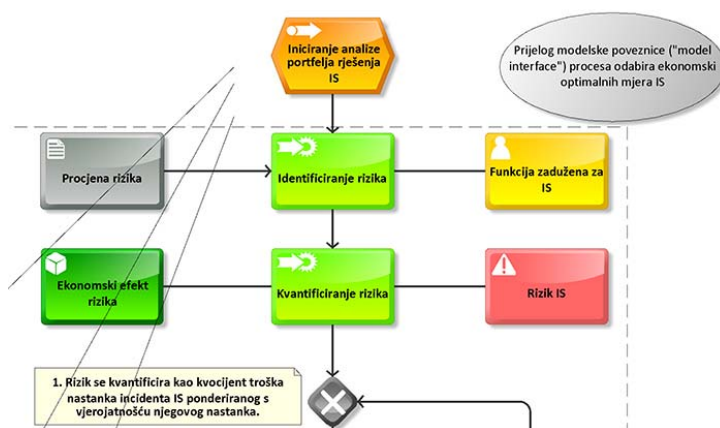 Iniciranje analize
portfelja rješenja
IS
Prijelog modelske poveznice ("model
interface") procesa odabira ekonomski
optimalnih mjera IS
Procjena rizika
Identificiranje rizika
Funkcija zadužena za
IS
Ekonomski efekt
rizika
Kvantificiranje rizika
Rizik IS
1. Rizik se kvantificira kao kvocijent troška
nastanka incidenta IS ponderiranog s
vjerojatnošću njegovog nastanka.